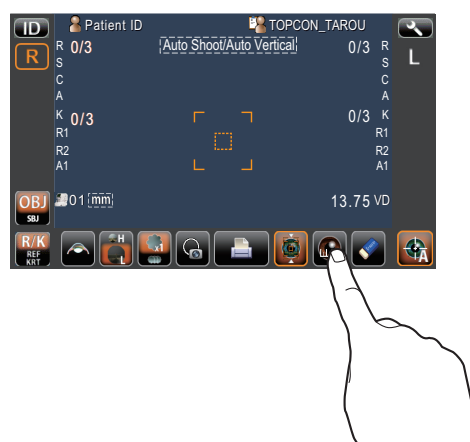 ID Patient ID TOPCON_TAROU
R R 0/3 Auto Shoot/Auto Vertical 0/3 R L
S S
C C
A A
K 0/3 0/3 K
R1 R1
R2 R2
A1 A1
OBJ 01 mm 13.75 VD
SBJ
R/K H x1 A
REF L
KRT